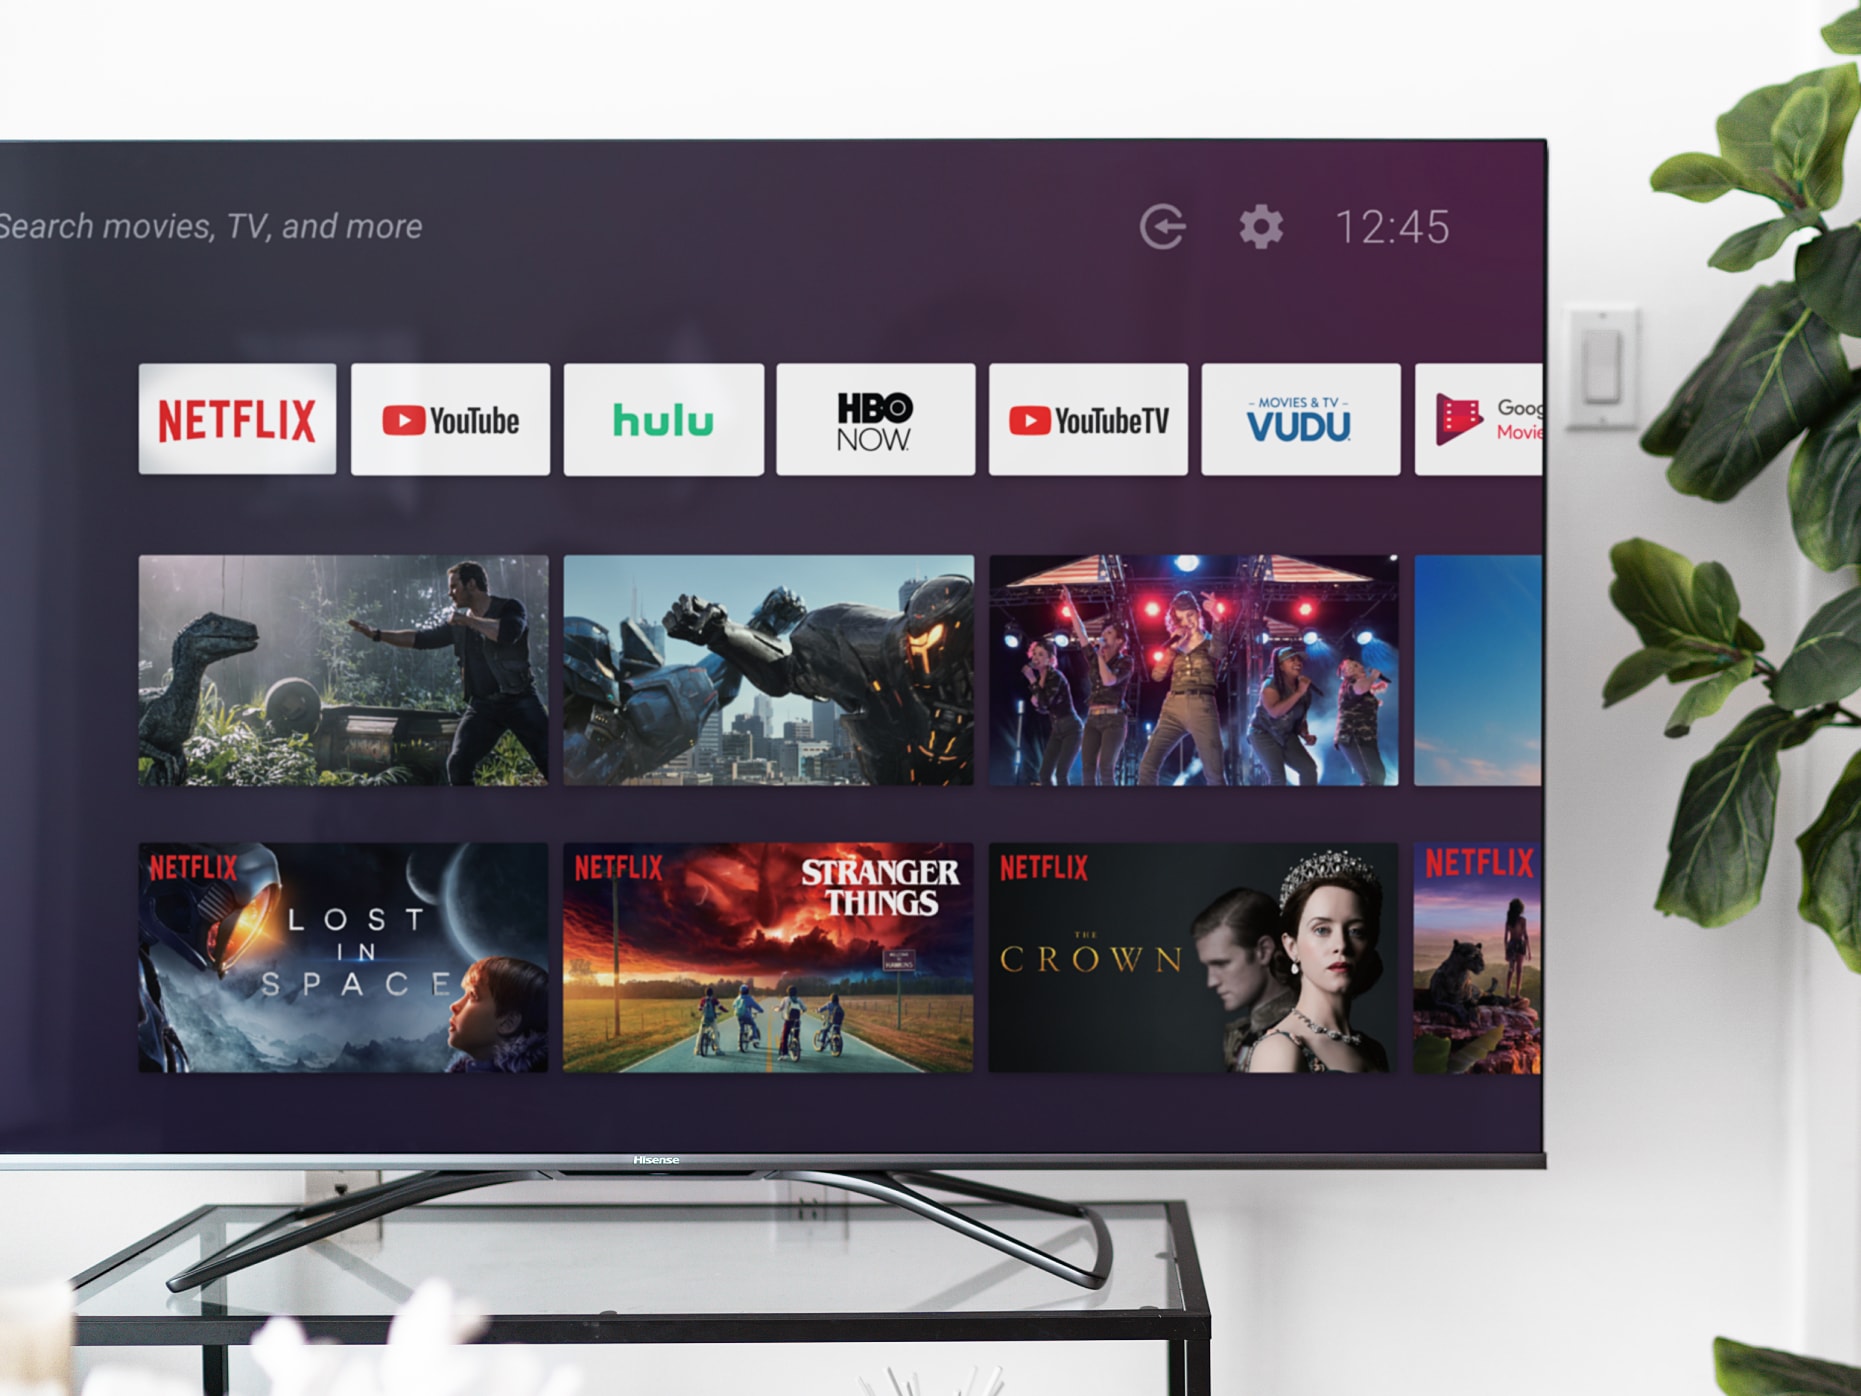 Search movies, TV, and more
12:45
NETFLIX
YouTube
hulu
HBO
NOW.
YouTubeTV
- MOVIES & TV -
VUDU
Goog
Movie
NETFLIX
LOST
IN
SPACE
NETFLIX
STRANGER
THINGS
HAWKINS
NETFLIX
THE
CROWN
NETFLIX
Hisense